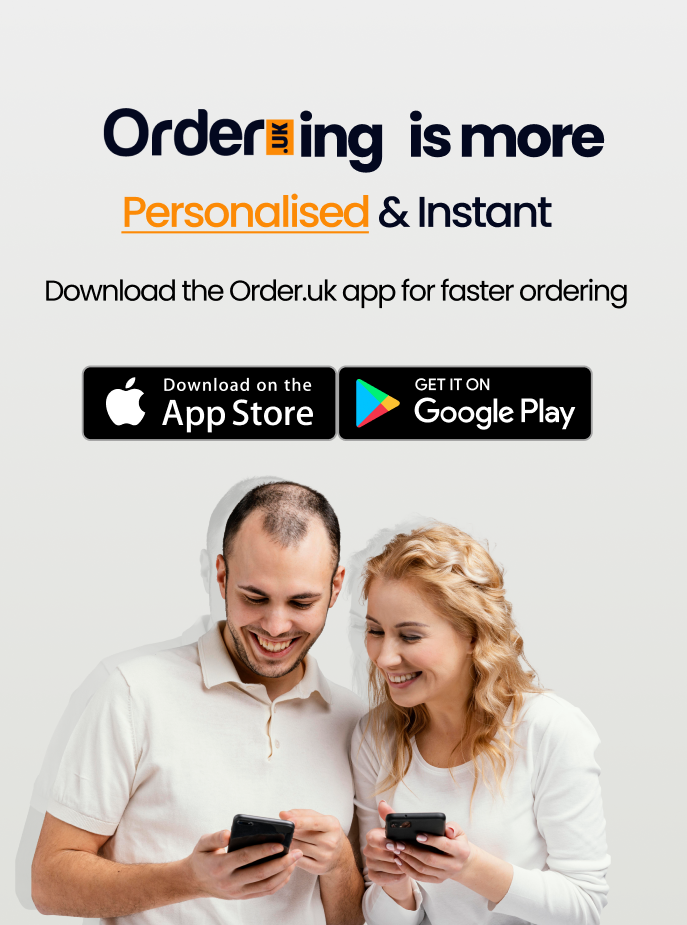 Order.UKing is more
Personalised & Instant
Download the Order.uk app for faster ordering
Download on the
App Store
GET IT ON
Google Play